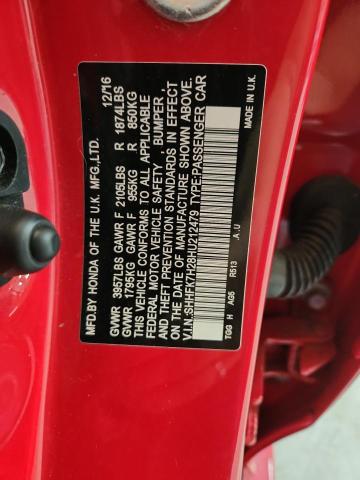 MFD.BY HONDA OF THE U.K. MFG.,LTD. 12/16
GVWR 3957LBS GAWR F 2105LBS R 1874LBS
GVWR 1795KG GAWR F 955KG R 850KG
THIS VEHICLE CONFORMS TO ALL APPLICABLE
FEDERAL MOTOR VEHICLE SAFETY , BUMPER ,
AND THEFT PREVENTION STANDARDS IN EFFECT
ON THE DATE OF MANUFACTURE SHOWN ABOVE.
V.I.N.:SHHFK7H28HU212479 TYPE:PASSENGER CAR
MADE IN U.K.
TGG H AG6 R513 .A.U